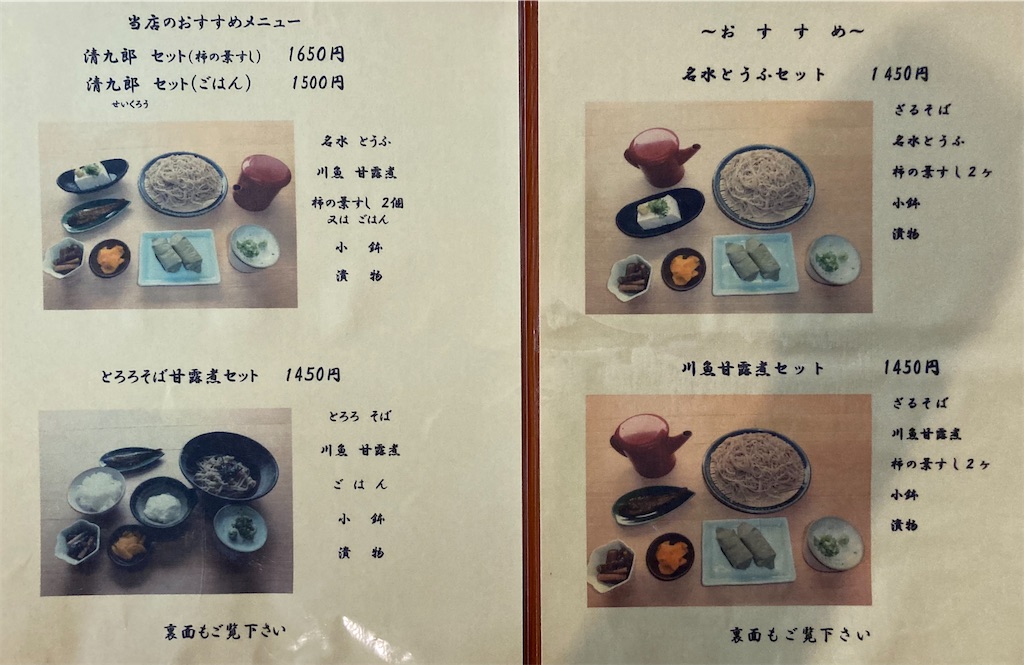 当店のおすすめメニュー
清九郎 セット(柿の葉すし) 1650円
清九郎 セット(ごはん) 1500円
せいくろう
名水 とうふ
川魚 甘露煮
柿の葉すし 2個
又は ごはん
小 鉢
漬 物
とろろそば甘露煮セット 1450円
とろろ そば
川魚 甘露煮
ごはん
小 鉢
漬 物
裏面もご覧下さい
～おすすめ～
名水とうふセット 1450円
ざるそば
名水とうふ
柿の葉すし2ヶ
小鉢
漬物
川魚甘露煮セット 1450円
ざるそば
川魚甘露煮
柿の葉すし2ヶ
小鉢
漬物
裏面もご覧下さい